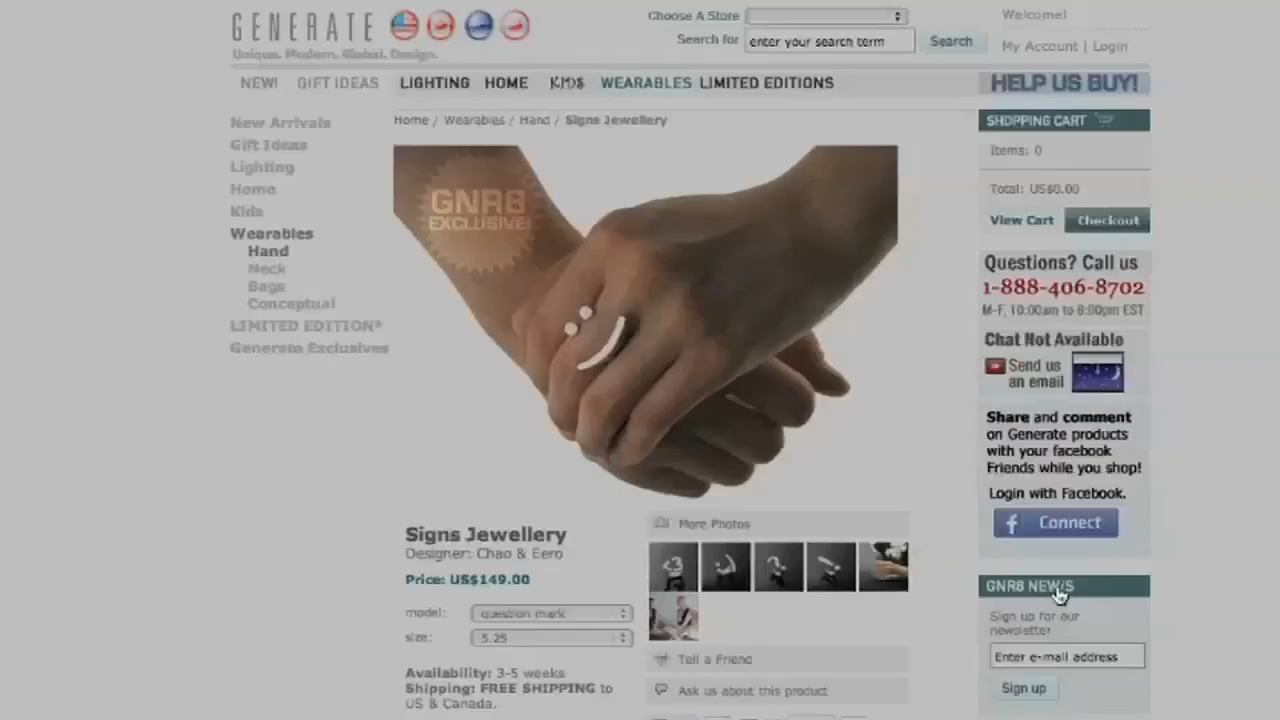 GENERATE
Unique. Modern. Global. Design.
Choose A Store
Search for
enter your search term
Search
Welcome!
My Account | Login
NEW! GIFT IDEAS LIGHTING HOME KIDS WEARABLES LIMITED EDITIONS
HELP US BUY!
New Arrivals
Gift Ideas
Lighting
Home
Kids
Wearables
Hand
Neck
Bags
Conceptual
LIMITED EDITION*
Generate Exclusives
Home / Wearables / Hand / Signs Jewellery
GNR8
EXCLUSIVE!
Signs Jewellery
Designer: Chao & Eero
Price: US$149.00
model: question mark
size: 5.25
Availability: 3-5 weeks
Shipping: FREE SHIPPING to
US & Canada.
More Photos
Tell a Friend
Ask us about this product
SHOPPING CART
Items: 0
Total: US$0.00
View Cart Checkout
Questions? Call us
1-888-406-8702
M-F, 10:00am to 6:00pm EST
Chat Not Available
Send us
an email
Share and comment
on Generate products
with your facebook
Friends while you shop!
Login with Facebook.
f Connect
GNR8 NEWS
Sign up for our
newsletter
Enter e-mail address
Sign up